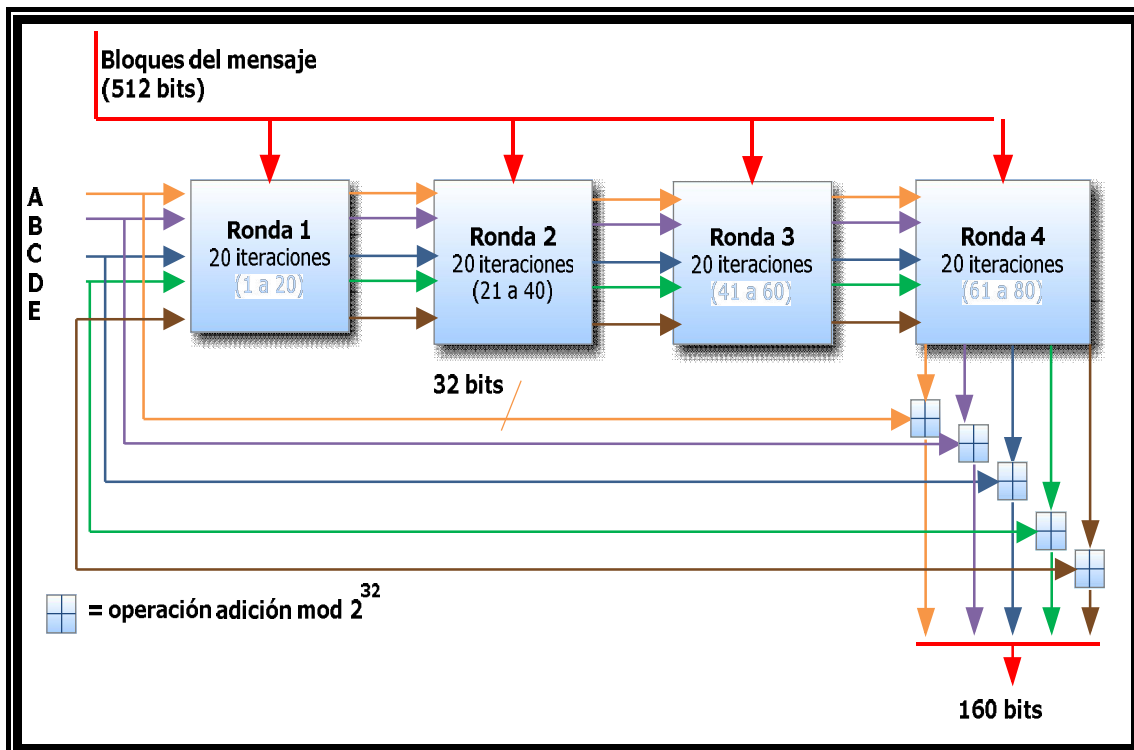 Bloques del mensaje
(512 bits)
A
B
C
D
E
Ronda 1
20 iteraciones
(1 a 20)
Ronda 2
20 iteraciones
(21 a 40)
Ronda 3
20 iteraciones
(41 a 60)
Ronda 4
20 iteraciones
(61 a 80)
32 bits
= operación adición mod 2^32
160 bits